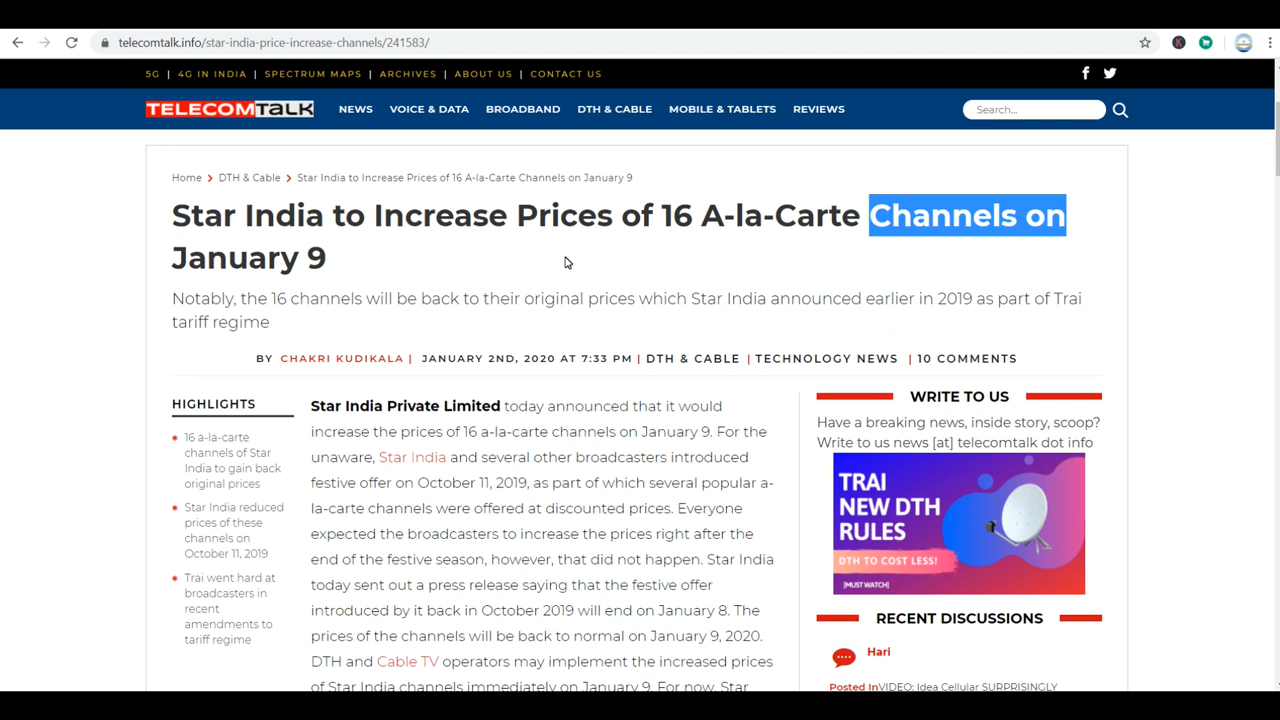 telecomtalk.info/star-india-price-increase-channels/241583/
5G | 4G IN INDIA | SPECTRUM MAPS | ARCHIVES | ABOUT US | CONTACT US
TELECOMTALK NEWS VOICE & DATA BROADBAND DTH & CABLE MOBILE & TABLETS REVIEWS Search...
Home > DTH & Cable > Star India to Increase Prices of 16 A-la-Carte Channels on January 9
Star India to Increase Prices of 16 A-la-Carte Channels on
January 9
Notably, the 16 channels will be back to their original prices which Star India announced earlier in 2019 as part of Trai
tariff regime
BY CHAKRI KUDIKALA | JANUARY 2ND, 2020 AT 7:33 PM | DTH & CABLE | TECHNOLOGY NEWS | 10 COMMENTS
HIGHLIGHTS
16 a-la-carte
channels of Star
India to gain back
original prices
Star India reduced
prices of these
channels on
October 11, 2019
Trai went hard at
broadcasters in
recent
amendments to
tariff regime
Star India Private Limited today announced that it would
increase the prices of 16 a-la-carte channels on January 9. For the
unaware, Star India and several other broadcasters introduced
festive offer on October 11, 2019, as part of which several popular a-
la-carte channels were offered at discounted prices. Everyone
expected the broadcasters to increase the prices right after the
end of the festive season, however, that did not happen. Star India
today sent out a press release saying that the festive offer
introduced by it back in October 2019 will end on January 8. The
prices of the channels will be back to normal on January 9, 2020.
DTH and Cable TV operators may implement the increased prices
of Star India channels immediately on January 9. For now, Star
WRITE TO US
Have a breaking news, inside story, scoop?
Write to us news [at] telecomtalk dot info
TRAI
NEW DTH
RULES
DTH TO COST LESS!
[MUST WATCH]
RECENT DISCUSSIONS
Hari
Posted In VIDEO: Idea Cellular SURPRISINGLY